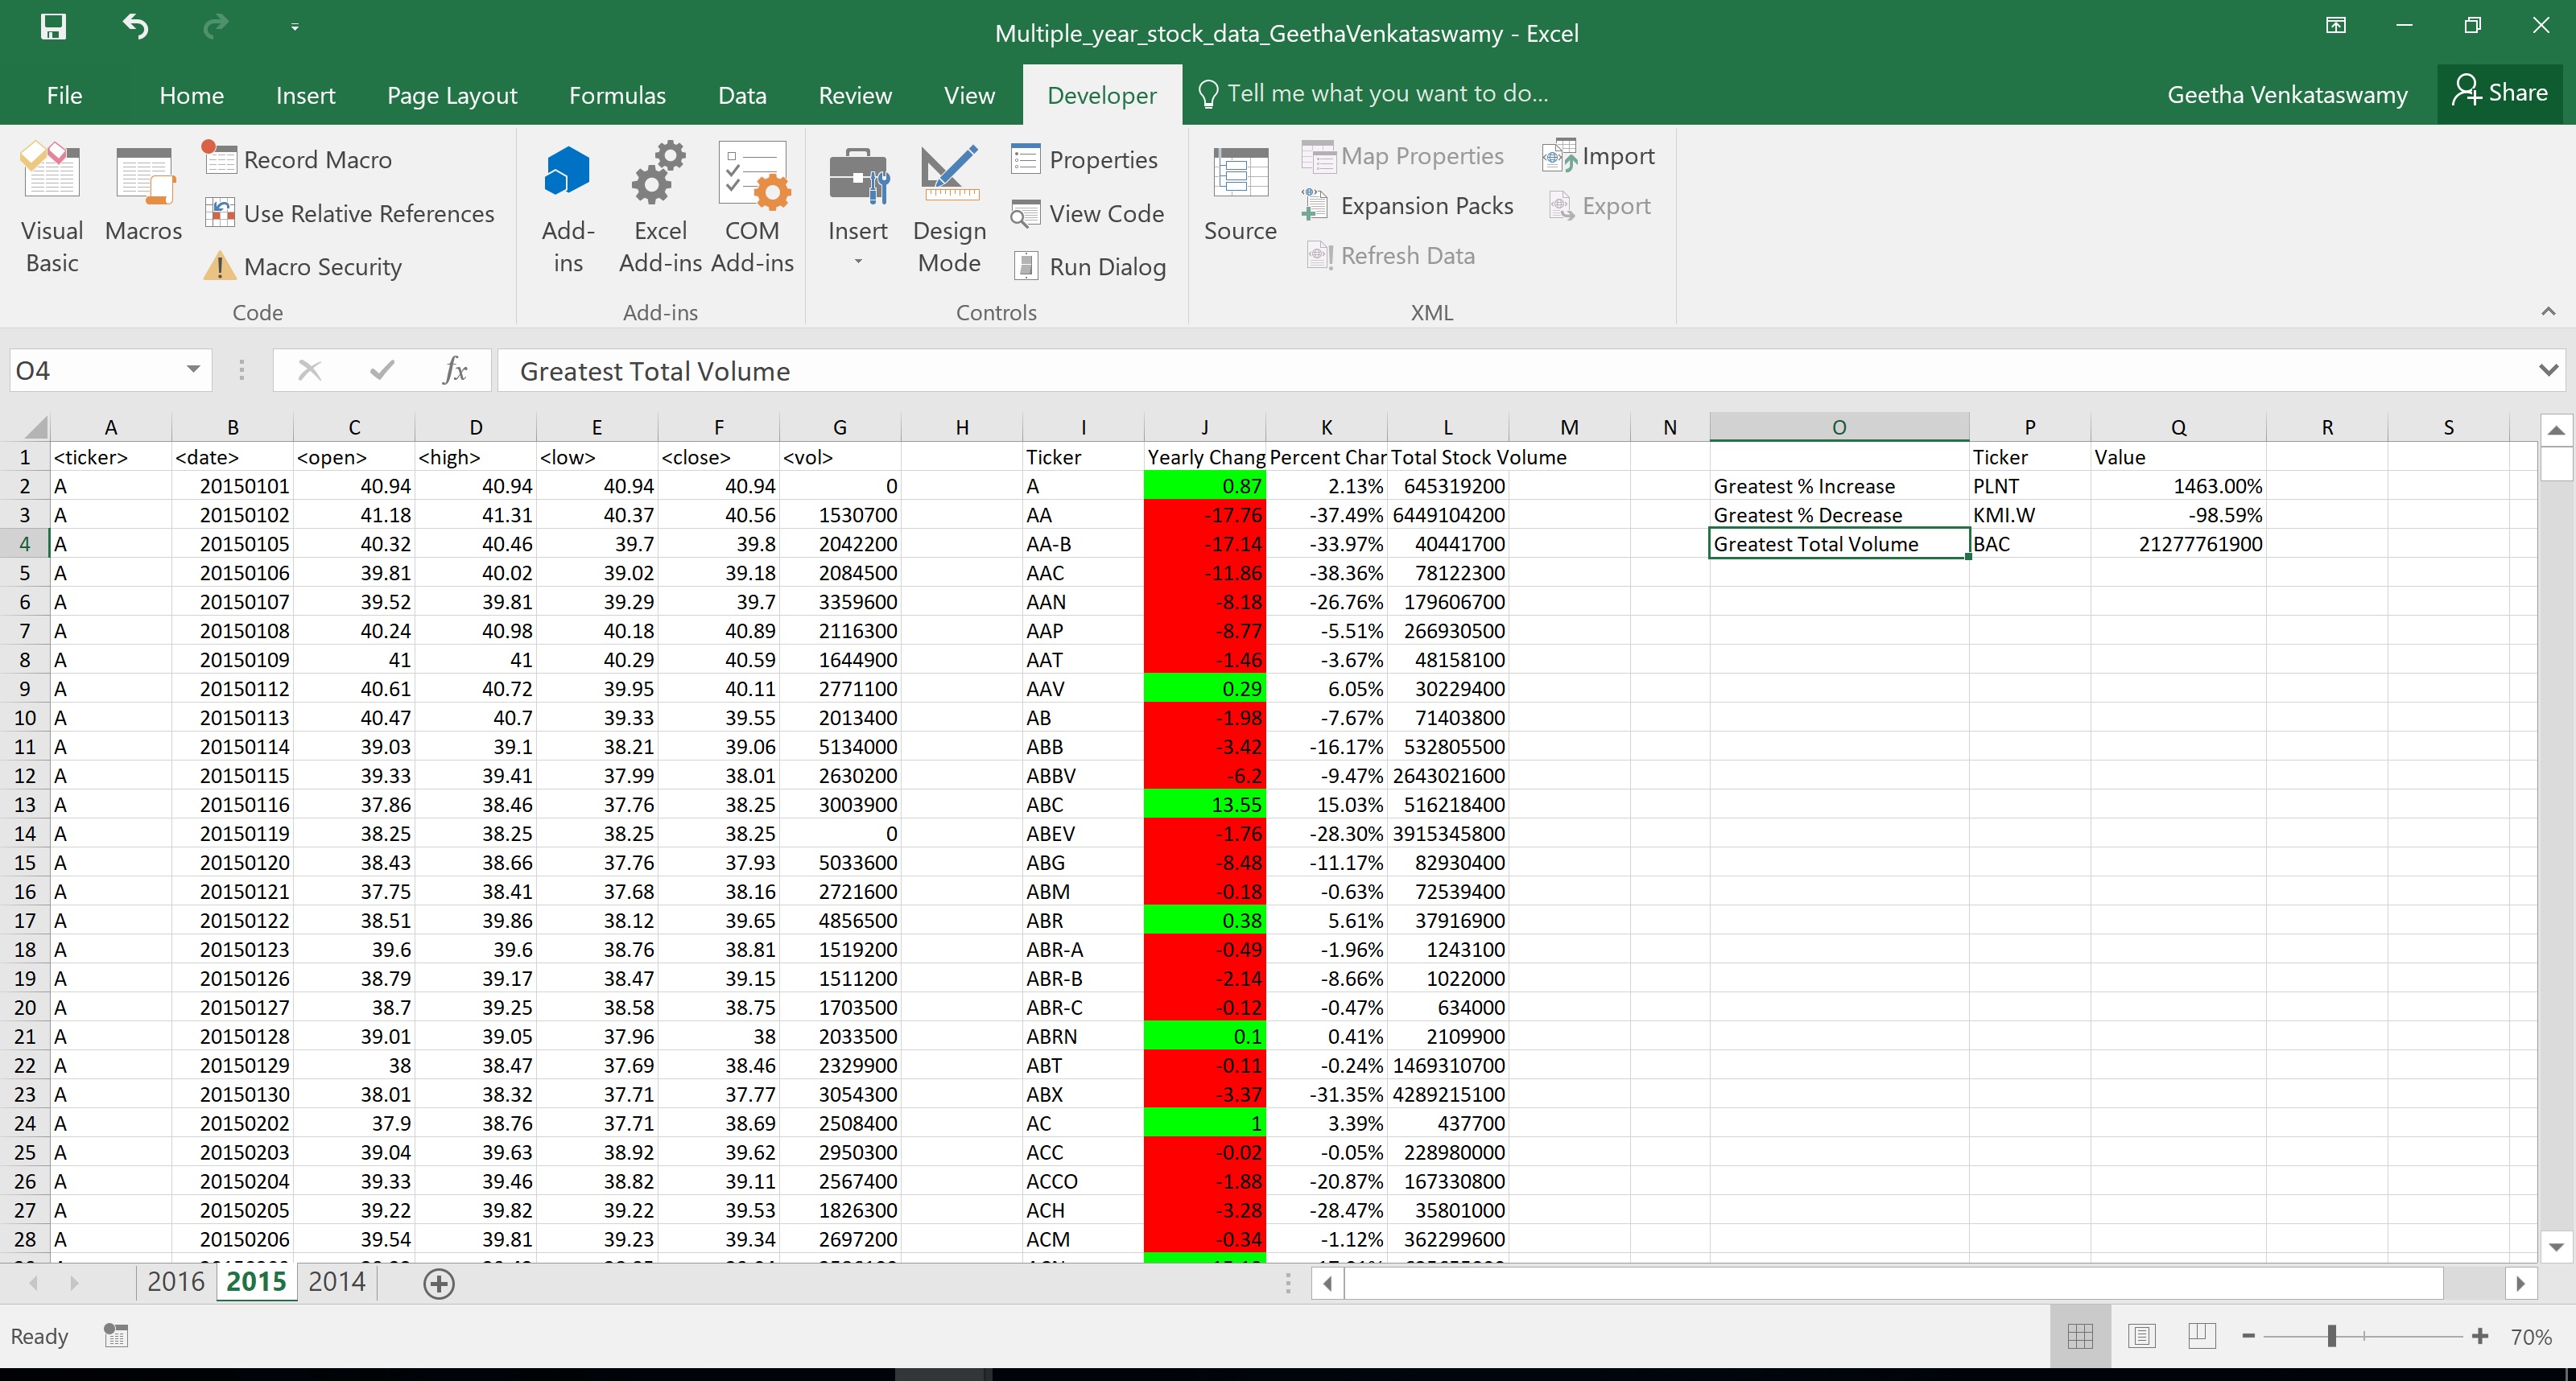 Multiple_year_stock_data_GeethaVenkataswamy - Excel
File Home Insert Page Layout Formulas Data Review View Developer Tell me what you want to do... Geetha Venkataswamy Share
Visual Basic
Macros
Record Macro
Use Relative References
Macro Security
Code
Add-ins
Excel Add-ins
COM Add-ins
Add-ins
Insert
Design Mode
Properties
View Code
Run Dialog
Controls
Source
Map Properties
Expansion Packs
Refresh Data
Import
Export
XML
O4 fx Greatest Total Volume
A B C D E F G H I J K L M N O P Q R S
1 <ticker> <date> <open> <high> <low> <close> <vol> Ticker Yearly Chang Percent Char Total Stock Volume Ticker Value
2 A 20150101 40.94 40.94 40.94 40.94 0 A 0.87 2.13% 645319200 Greatest % Increase PLNT 1463.00%
3 A 20150102 41.18 41.31 40.37 40.56 1530700 AA -17.76 -37.49% 6449104200 Greatest % Decrease KMI.W -98.59%
4 A 20150105 40.32 40.46 39.7 39.8 2042200 AA-B -17.14 -33.97% 40441700 Greatest Total Volume BAC 21277761900
5 A 20150106 39.81 40.02 39.02 39.18 2084500 AAC -11.86 -38.36% 78122300
6 A 20150107 39.52 39.81 39.29 39.7 3359600 AAN -8.18 -26.76% 179606700
7 A 20150108 40.24 40.98 40.18 40.89 2116300 AAP -8.77 -5.51% 266930500
8 A 20150109 41 41 40.29 40.59 1644900 AAT -1.46 -3.67% 48158100
9 A 20150112 40.61 40.72 39.95 40.11 2771100 AAV 0.29 6.05% 30229400
10 A 20150113 40.47 40.7 39.33 39.55 2013400 AB -1.98 -7.67% 71403800
11 A 20150114 39.03 39.1 38.21 39.06 5134000 ABB -3.42 -16.17% 532805500
12 A 20150115 39.33 39.41 37.99 38.01 2630200 ABBV -6.2 -9.47% 2643021600
13 A 20150116 37.86 38.46 37.76 38.25 3003900 ABC 13.55 15.03% 516218400
14 A 20150119 38.25 38.25 38.25 38.25 0 ABEV -1.76 -28.30% 3915345800
15 A 20150120 38.43 38.66 37.76 37.93 5033600 ABG -8.48 -11.17% 82930400
16 A 20150121 37.75 38.41 37.68 38.16 2721600 ABM -0.18 -0.63% 72539400
17 A 20150122 38.51 39.86 38.12 39.65 4856500 ABR 0.38 5.61% 37916900
18 A 20150123 39.6 39.6 38.76 38.81 1519200 ABR-A -0.49 -1.96% 1243100
19 A 20150126 38.79 39.17 38.47 39.15 1511200 ABR-B -2.14 -8.66% 1022000
20 A 20150127 38.7 39.25 38.58 38.75 1703500 ABR-C -0.12 -0.47% 634000
21 A 20150128 39.01 39.05 37.96 38 2033500 ABRN 0.1 0.41% 2109900
22 A 20150129 38 38.47 37.69 38.46 2329900 ABT -0.11 -0.24% 1469310700
23 A 20150130 38.01 38.32 37.71 37.77 3054300 ABX -3.37 -31.35% 4289215100
24 A 20150202 37.9 38.76 37.71 38.69 2508400 AC 1 3.39% 437700
25 A 20150203 39.04 39.63 38.92 39.62 2950300 ACC -0.02 -0.05% 228980000
26 A 20150204 39.33 39.46 38.82 39.11 2567400 ACCO -1.88 -20.87% 167330800
27 A 20150205 39.22 39.82 39.22 39.53 1826300 ACH -3.28 -28.47% 35801000
28 A 20150206 39.54 39.81 39.23 39.34 2697200 ACM -0.34 -1.12% 362299600
2016 2015 2014
Ready 70%